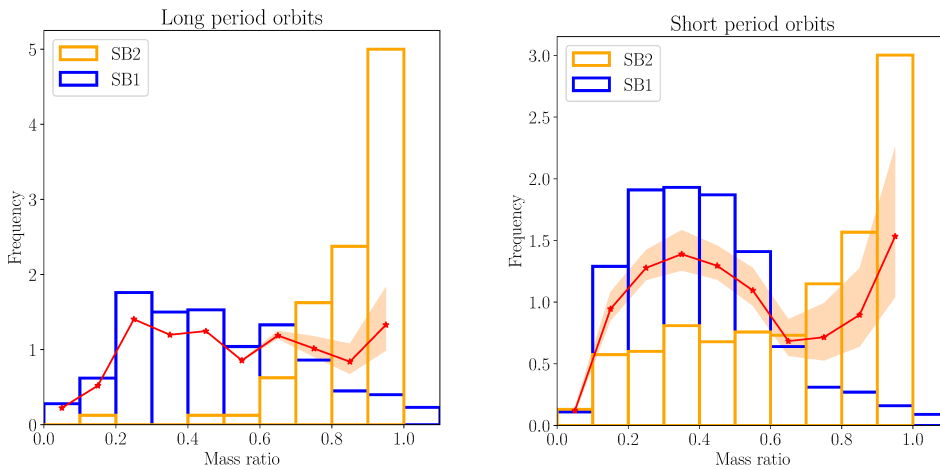 Long period orbits
SB2
SB1
5
4
3
2
1
0
Frequency
0.0 0.2 0.4 0.6 0.8 1.0
Mass ratio
Short period orbits
SB2
SB1
3.0
2.5
2.0
1.5
1.0
0.5
0.0
Frequency
0.0 0.2 0.4 0.6 0.8 1.0
Mass ratio